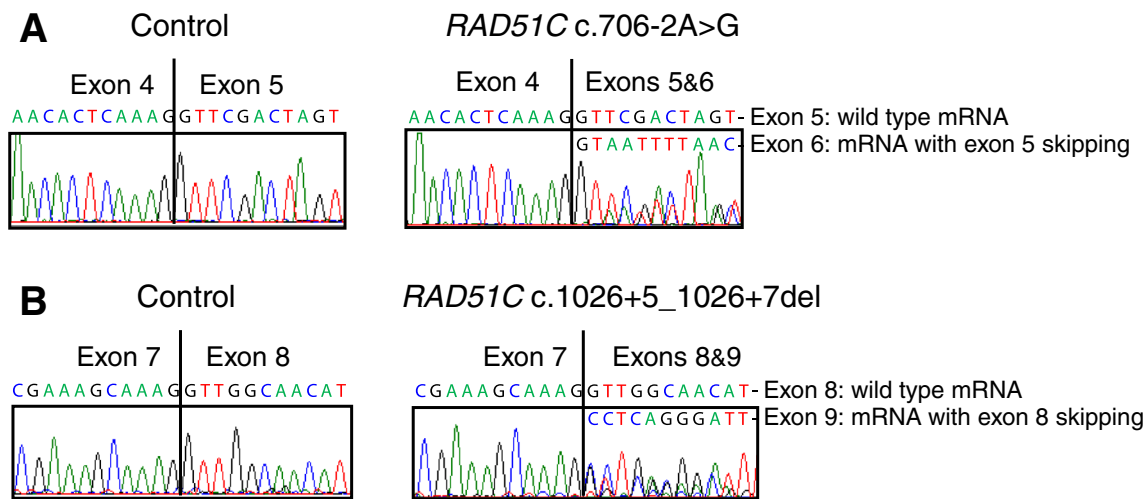 A
Control
RAD51C c.706-2A>G
Exon 4
Exon 5
Exon 4
Exons 5&6
AACACTCAAAGGTTCGACTAGT
AACACTCAAAGGTTCGACTAGT- Exon 5: wild type mRNA
GTAATTTTAAC- Exon 6: mRNA with exon 5 skipping
B
Control
RAD51C c.1026+5_1026+7del
Exon 7
Exon 8
Exon 7
Exons 8&9
CGAAAGCAAAGGTTGGCAACAT
CGAAAGCAAAGGTTGGCAACAT- Exon 8: wild type mRNA
CCTCAGGGATT- Exon 9: mRNA with exon 8 skipping